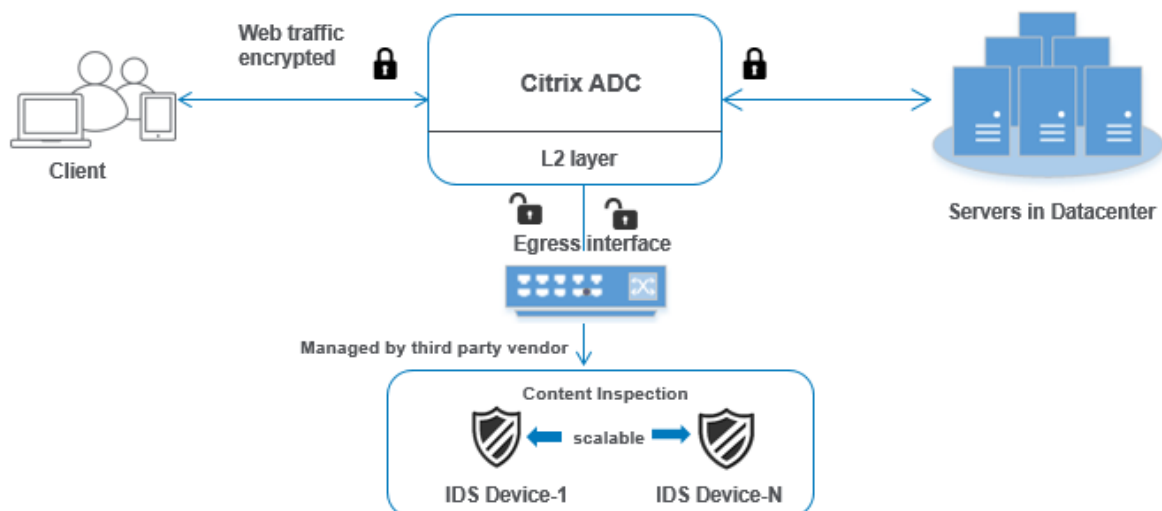 Web traffic
encrypted
Citrix ADC
L2 layer
Client
Servers in Datacenter
Egress interface
Managed by third party vendor
Content Inspection
scalable
IDS Device-1
IDS Device-N